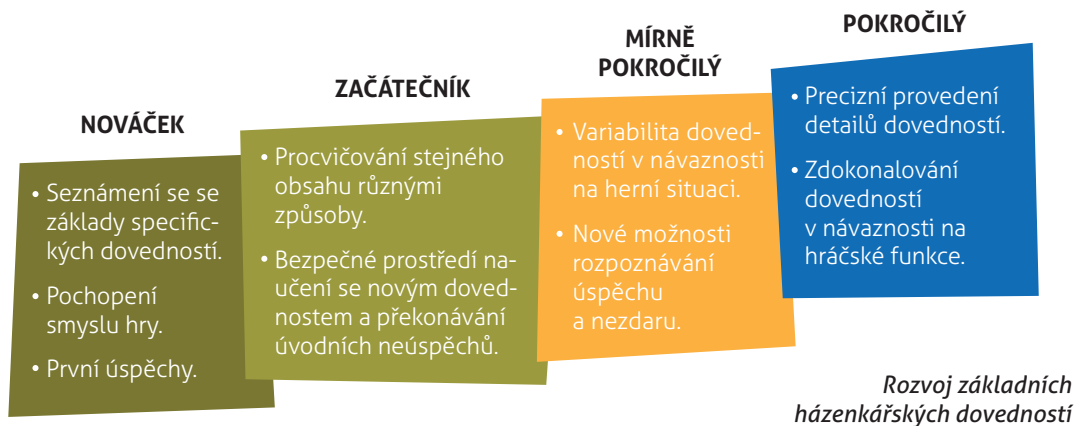 NOVÁČEK
• Seznámení se se
základy specific-
kých dovedností.
• Pochopení
smyslu hry.
• První úspěchy.
ZAČÁTEČNÍK
• Procvičování stejného
obsahu různými
způsoby.
• Bezpečné prostředí na-
učení se novým doved-
nostem a překonávání
úvodních neúspěchů.
MÍRNĚ
POKROČILÝ
• Variabilita doved-
ností v návaznosti
na herní situaci.
• Nové možnosti
rozpoznávání
úspěchu
a nezdaru.
POKROČILÝ
• Precizní provedení
detailů dovedností.
• Zdokonalování
dovedností
v návaznosti na
hráčské funkce.
Rozvoj základních
házenkářských dovedností